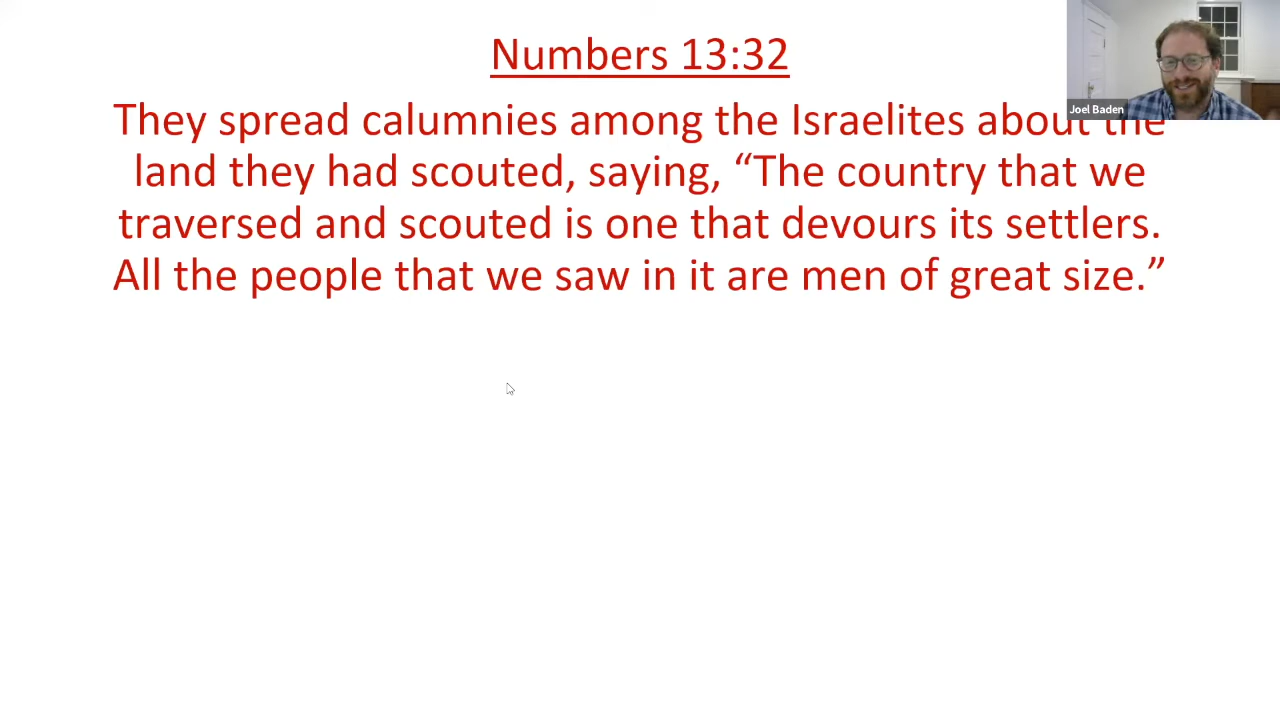 Numbers 13:32
They spread calumnies among the Israelites about the
land they had scouted, saying, “The country that we
traversed and scouted is one that devours its settlers.
All the people that we saw in it are men of great size.”
Joel Baden